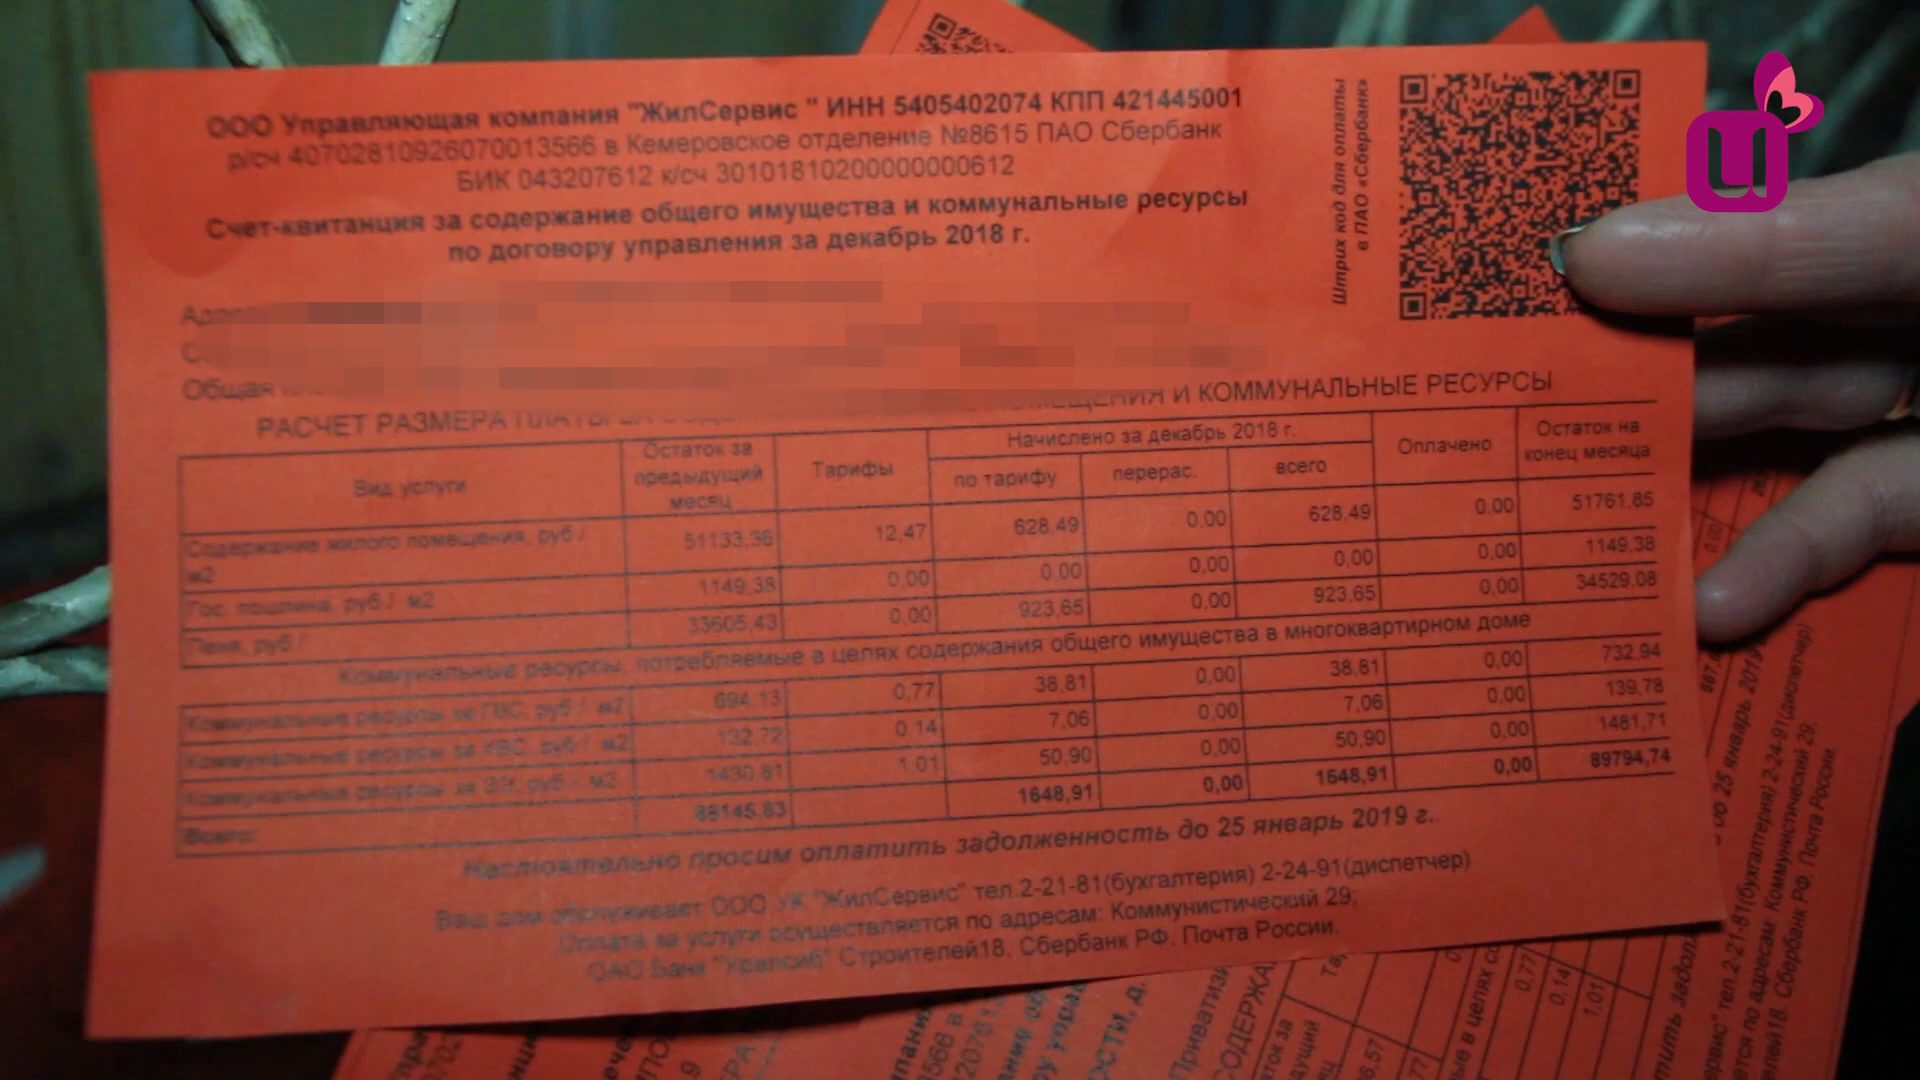 ООО Управляющая компания "ЖилСервис " ИНН 5405402074 КПП 421445001
р/сч 40702810926070013566 в Кемеровское отделение №8615 ПАО Сбербанк
БИК 043207612 к/сч 30101810200000000612
Счет-квитанция за содержание общего имущества и коммунальные ресурсы
по договору управления за декабрь 2018 г.
Штрих код для оплаты
в ПАО «Сбербанк»
Общая
РАСЧЕТ РАЗМЕРА ПЛАТЫ ЗА И КОММУНАЛЬНЫЕ РЕСУРСЫ
Вид услуги Остаток за предыдущий месяц Тарифы Начислено за декабрь 2018 г. Оплачено Остаток на конец месяца
по тарифу перерас. всего
Содержание жилого помещения, руб / м2 51133,36 12,47 628,49 0,00 628,49 0,00 51761,85
Гос. пошлина, руб / м2 1149,38 0,00 0,00 0,00 0,00 0,00 1149,38
Пеня, руб / 33605,43 0,00 923,65 0,00 923,65 0,00 34529,08
Коммунальные ресурсы, потребляемые в целях содержания общего имущества в многоквартирном доме
Коммунальные ресурсы за ГВС, руб / м2 694,13 0,77 38,81 0,00 38,81 0,00 732,94
Коммунальные ресурсы за ХВС, руб / м2 132,72 0,14 7,06 0,00 7,06 0,00 139,78
Коммунальные ресурсы за ЭЛ, руб / м2 1430,81 1,01 50,90 0,00 50,90 0,00 1481,71
Всего: 88145,83 1648,91 0,00 1648,91 0,00 89794,74
Настоятельно просим оплатить задолженность до 25 январь 2019 г.
Ваш дом обслуживает ООО УК "ЖилСервис" тел.2-21-81(бухгалтерия) 2-24-91(диспетчер)
Оплата за услуги осуществляется по адресам: Коммунистический 29;
ОАО Банк "Уралсиб" Строителей18. Сбербанк РФ. Почта России.